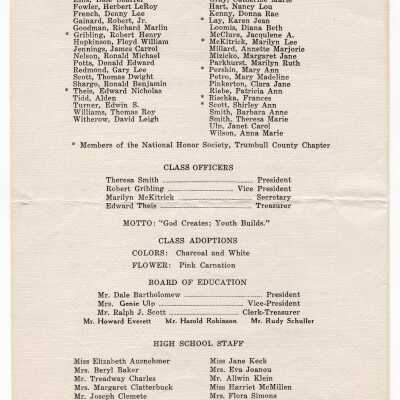 Fowler, Herbert LeRoy
French, Denny Lee
Gainard, Robert, Jr.
Goodman, Richard Marlin
* Gribling, Robert Henry
Hopkinson, Floyd William
Jennings, James Carrol
Nelson, Ronald Michael
Potts, Donald Edward
Redmond, Gary Lee
Scott, Thomas Dwight
Shargo, Ronald Benjamin
* Theis, Edward Nicholas
Tidd, Alden
Turner, Edwin S.
Williams, Thomas Roy
Witherow, David Leigh
Hart, Nancy Lou
Kenny, Donna Rae
* Lay, Karen Jean
Loomis, Diana Beth
* McClure, Jacquelene A.
* McKitrick, Marilyn Lee
Millard, Annette Marjorie
Mizicko, Margaret Jane
Parkhurst, Marilyn Ruth
* Pershin, Mary Ann
Petro, Mary Madeline
Pinkerton, Clara Jane
Riebe, Patricia Ann
* Rischka, Frances
* Scott, Shirley Ann
Smith, Barbara Anne
Smith, Theresa Marie
Uln, Janet Carol
Wilson, Anna Marie
* Members of the National Honor Society, Trumbull County Chapter
CLASS OFFICERS
Theresa Smith President
Robert Gribling Vice President
Marilyn McKitrick Secretary
Edward Theis Treasurer
MOTTO: "God Creates; Youth Builds."
CLASS ADOPTIONS
COLORS: Charcoal and White
FLOWER: Pink Carnation
BOARD OF EDUCATION
Mr. Dale Bartholomew President
Mrs. Genie Ulp Vice-President
Mr. Ralph J. Scott Clerk-Treasurer
Mr. Howard Everett Mr. Harold Robinson Mr. Rudy Schuller
HIGH SCHOOL STAFF
Miss Elizabeth Aurnehmer
Mrs. Beryl Baker
Mr. Treadway Charles
Mrs. Margaret Clatterbuck
Mr. Joseph Clemete
Miss Jane Keck
Mrs. Eva Joanou
Mr. Allwin Klein
Miss Harriet McMillen
Mrs. Flora Simons